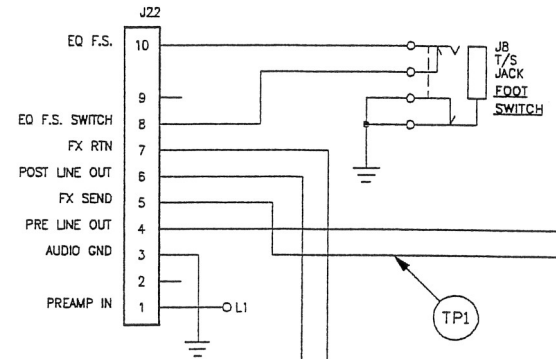 J22
EQ F.S. 10
9
EQ F.S. SWITCH 8
FX RTN 7
POST LINE OUT 6
FX SEND 5
PRE LINE OUT 4
AUDIO GND 3
2
PREAMP IN 1 L1
J8
T/S
JACK
FOOT
SWITCH
TP1